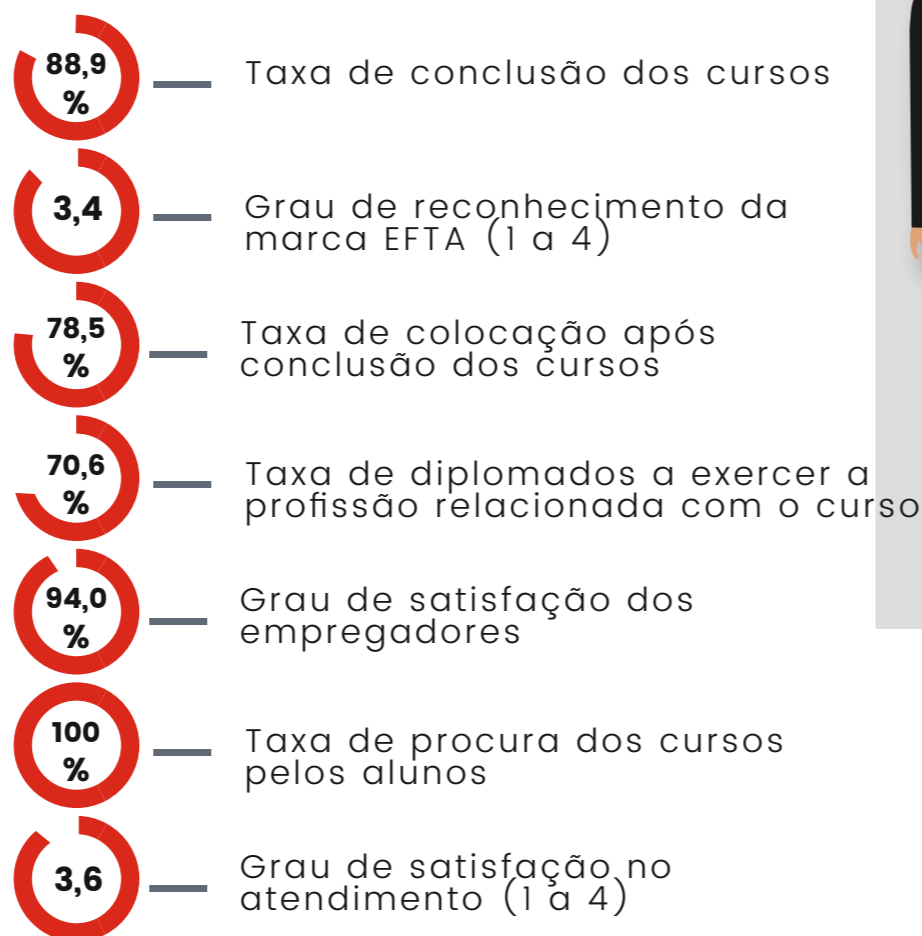 88,9
%
Taxa de conclusão dos cursos
3,4
Grau de reconhecimento da
marca EFTA (1 a 4)
78,5
%
Taxa de colocação após
conclusão dos cursos
70,6
%
Taxa de diplomados a exercer a
profissão relacionada com o curso
94,0
%
Grau de satisfação dos
empregadores
100
%
Taxa de procura dos cursos
pelos alunos
3,6
Grau de satisfação no
atendimento (1 a 4)